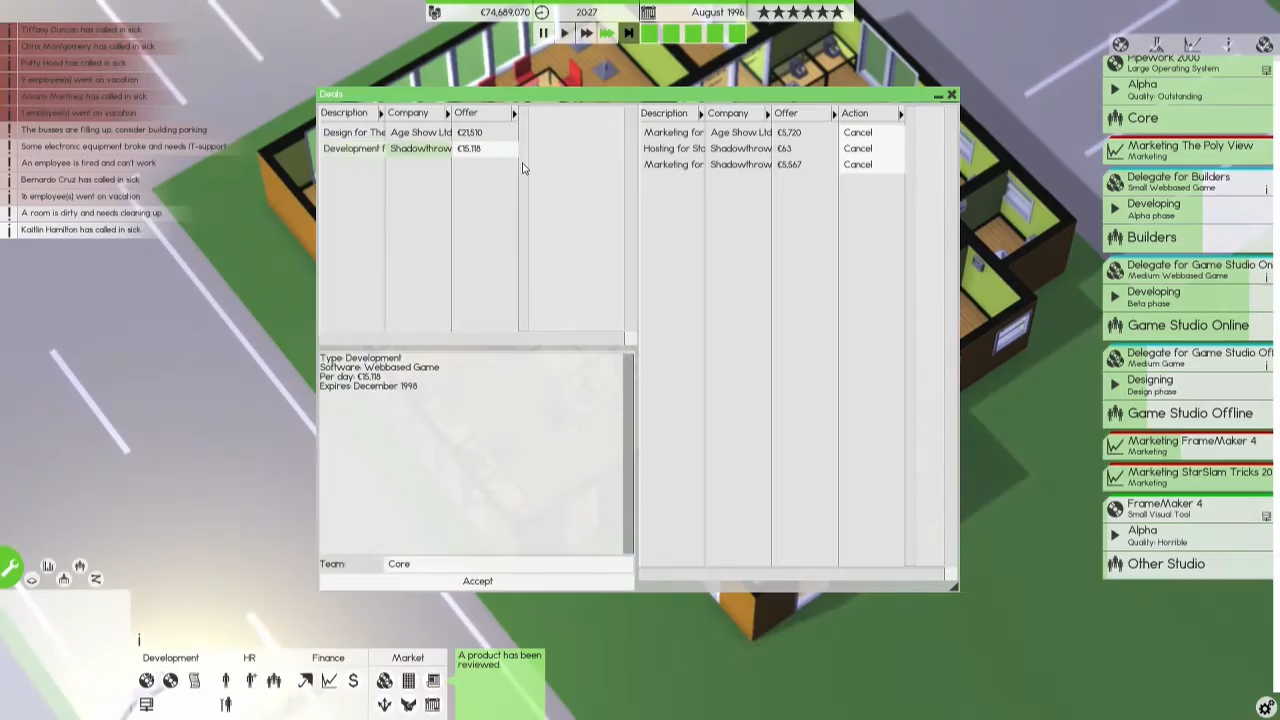 €74,689,070
20:27
August 1996
Tiffany Duncan has called in sick
Chris Montgomery has called in sick
Patty Hood has called in sick
9 employee(s) went on vacation
Alvaro Martinez has called in sick
1 employee(s) went on vacation
The busses are filling up, consider building parking
Some electronic equipment broke and needs IT-support
An employee is tired and can't work
Bernardo Cruz has called in sick
16 employee(s) went on vacation
A room is dirty and needs cleaning up
Kaitlin Hamilton has called in sick
Deals
Description Company Offer
Design for The Age Show Ltd €21,510
Development f Shadowthrow €15,118
Type: Development
Software: Webbased Game
Per day: €15,118
Expires: December 1998
Team: Core
Accept
Description Company Offer Action
Marketing for Age Show Ltd €5,720 Cancel
Hosting for Sto Shadowthrow €63 Cancel
Marketing for Shadowthrow €5,567 Cancel
Pipework 2000
Large Operating System
Alpha
Quality: Outstanding
Core
Marketing The Poly View
Marketing
Delegate for Builders
Small Webbased Game
Developing
Alpha phase
Builders
Delegate for Game Studio On
Medium Webbased Game
Developing
Beta phase
Game Studio Online
Delegate for Game Studio Off
Medium Game
Designing
Design phase
Game Studio Offline
Marketing FrameMaker 4
Marketing
Marketing StarSlam Tricks 20
Marketing
FrameMaker 4
Small Visual Tool
Alpha
Quality: Horrible
Other Studio
Development
HR
Finance
Market
A product has been
reviewed.